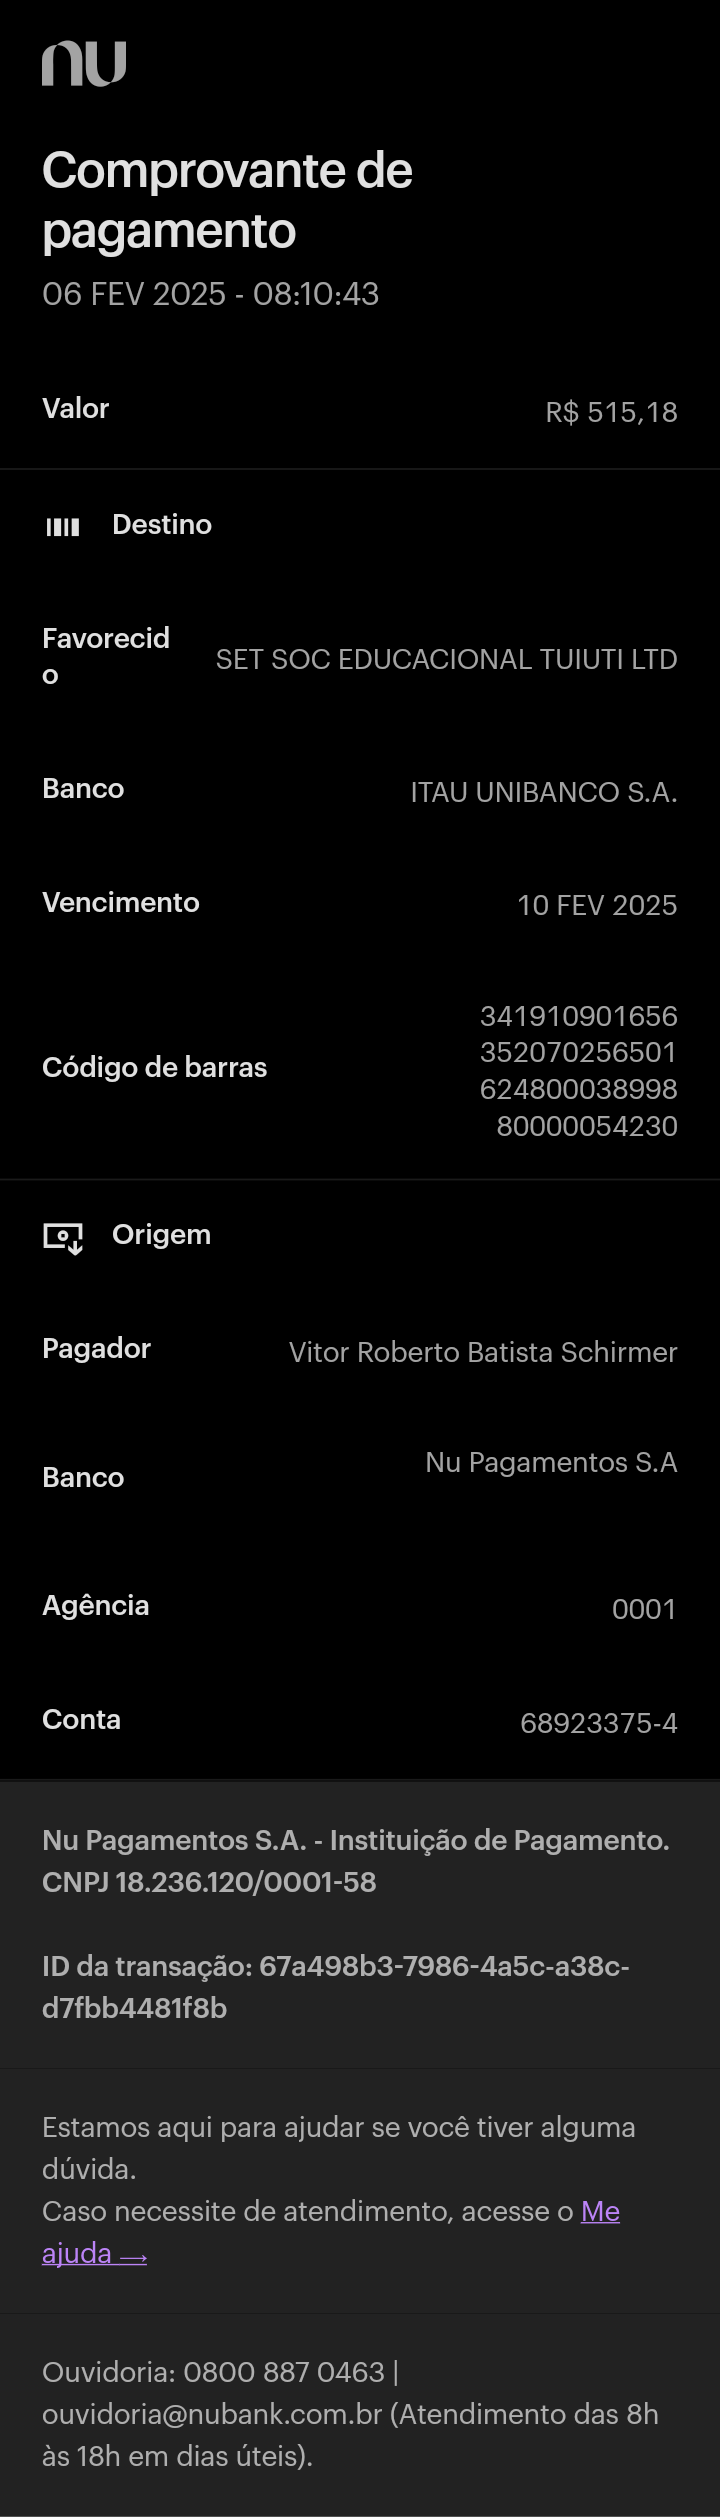 nu
Comprovante de
pagamento
06 FEV 2025 - 08:10:43
Valor R$ 515,18
Destino
Favorecid
o
SET SOC EDUCACIONAL TUIUTI LTD
Banco ITAU UNIBANCO S.A.
Vencimento 10 FEV 2025
Código de barras
341910901656
352070256501
624800038998
80000054230
Origem
Pagador Vitor Roberto Batista Schirmer
Banco Nu Pagamentos S.A
Agência 0001
Conta 68923375-4
Nu Pagamentos S.A. - Instituição de Pagamento.
CNPJ 18.236.120/0001-58
ID da transação: 67a498b3-7986-4a5c-a38c-
d7fbb4481f8b
Estamos aqui para ajudar se você tiver alguma
dúvida.
Caso necessite de atendimento, acesse o Me
ajuda →
Ouvidoria: 0800 887 0463 |
ouvidoria@nubank.com.br (Atendimento das 8h
às 18h em dias úteis).